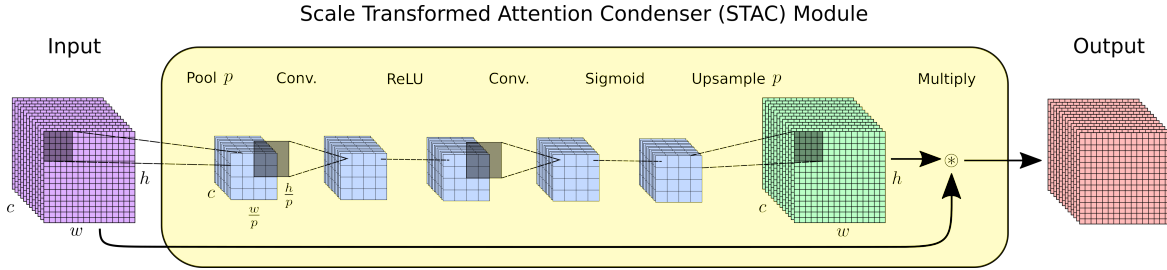 Scale Transformed Attention Condenser (STAC) Module
Input
Output
Pool p
Conv.
ReLU
Conv.
Sigmoid
Upsample p
Multiply
h
c
w
c
h/p
w/p
h
c
w
⊛